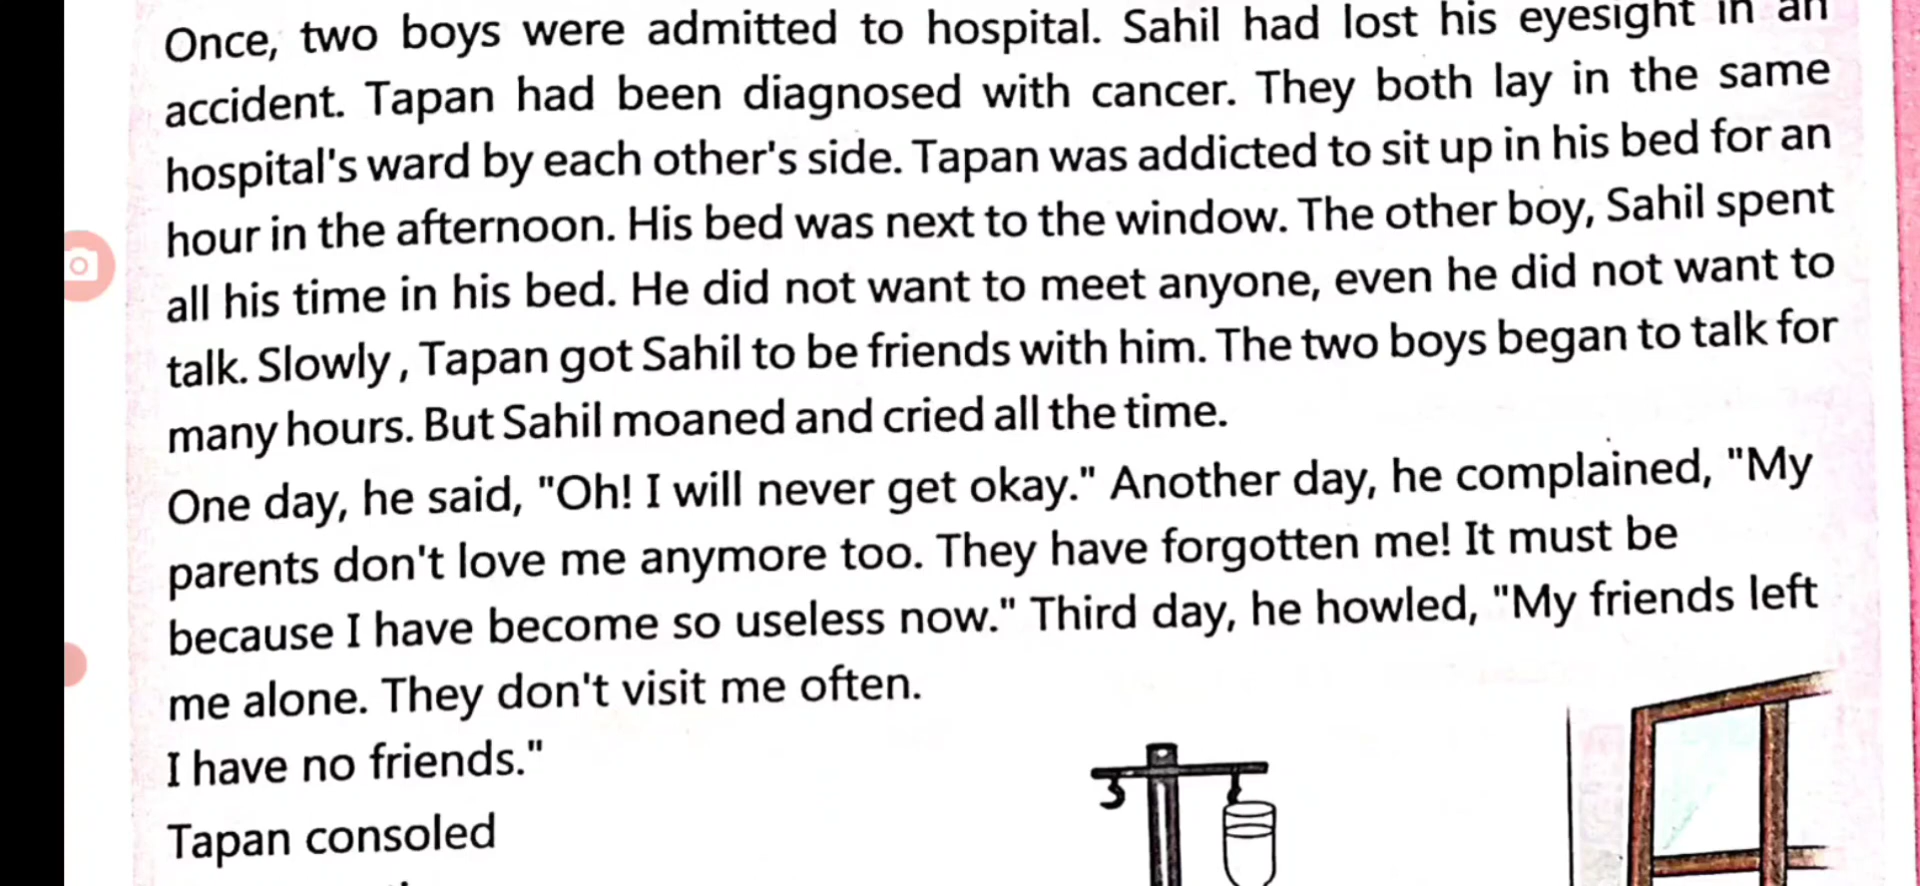 Once, two boys were admitted to hospital. Sahil had lost his eyesight in an
accident. Tapan had been diagnosed with cancer. They both lay in the same
hospital's ward by each other's side. Tapan was addicted to sit up in his bed for an
hour in the afternoon. His bed was next to the window. The other boy, Sahil spent
all his time in his bed. He did not want to meet anyone, even he did not want to
talk. Slowly, Tapan got Sahil to be friends with him. The two boys began to talk for
many hours. But Sahil moaned and cried all the time.
One day, he said, "Oh! I will never get okay." Another day, he complained, "My
parents don't love me anymore too. They have forgotten me! It must be
because I have become so useless now." Third day, he howled, "My friends left
me alone. They don't visit me often.
I have no friends."
Tapan consoled